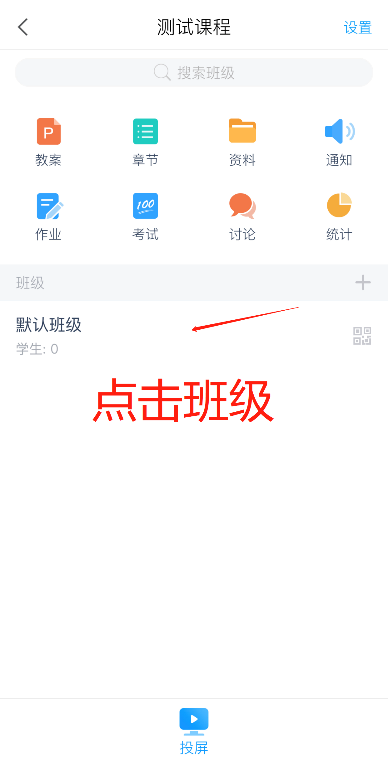 测试课程
设置
搜索班级
P
教案
章节
资料
通知
100
作业
考试
讨论
统计
班级
默认班级
学生: 0
点击班级
投屏